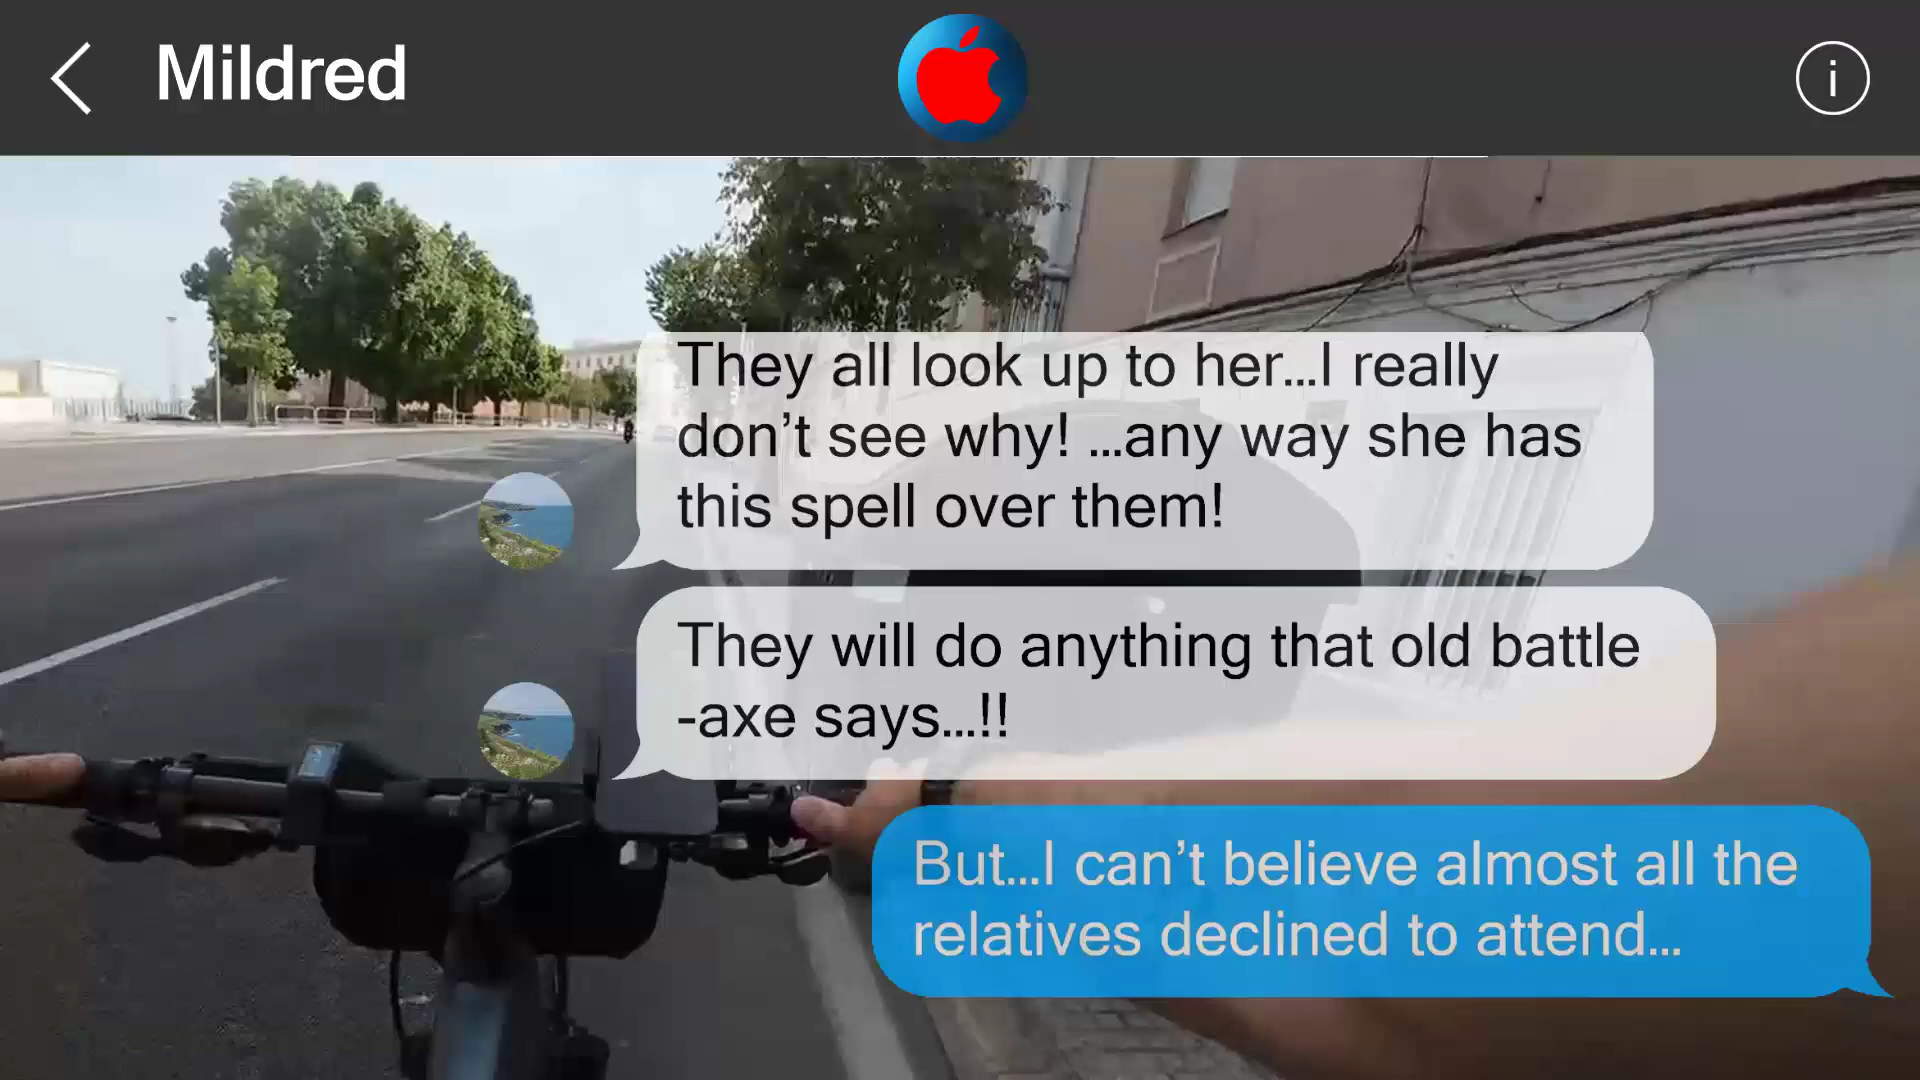 Mildred
i
They all look up to her...I really
don’t see why! ...any way she has
this spell over them!
They will do anything that old battle
-axe says...!!
But...I can’t believe almost all the
relatives declined to attend...